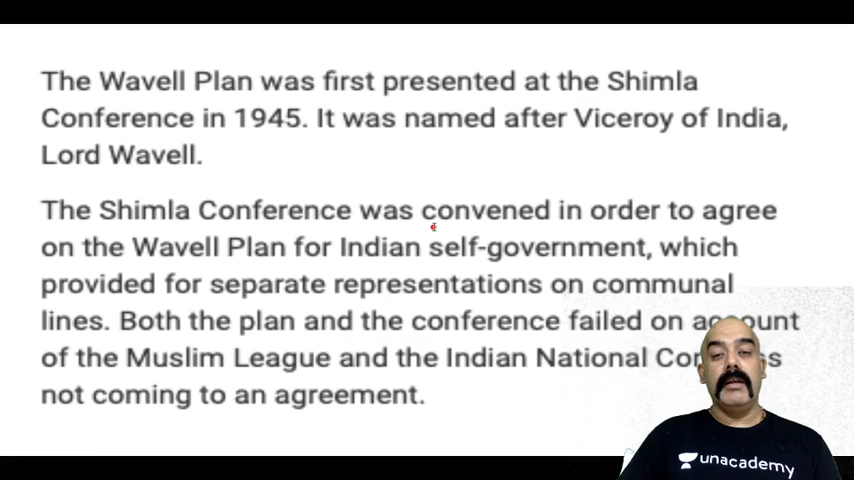 The Wavell Plan was first presented at the Shimla
Conference in 1945. It was named after Viceroy of India,
Lord Wavell.
The Shimla Conference was convened in order to agree
on the Wavell Plan for Indian self-government, which
provided for separate representations on communal
lines. Both the plan and the conference failed on account
of the Muslim League and the Indian National
not coming to an agreement.
unacademy